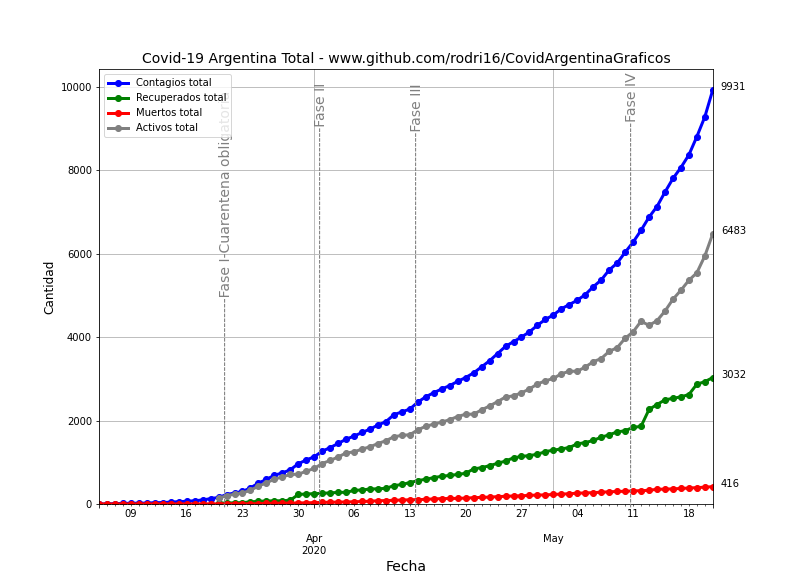 Covid-19 Argentina Total - www.github.com/rodri16/CovidArgentinaGraficos
Contagios total
Recuperados total
Muertos total
Activos total
Fase I-Cuarentena obligatoria
Fase II
Fase III
Fase IV
10000
8000
6000
4000
2000
0
Cantidad
9931
6483
3032
416
09
16
23
30
06
13
20
27
04
11
18
Apr
2020
May
Fecha